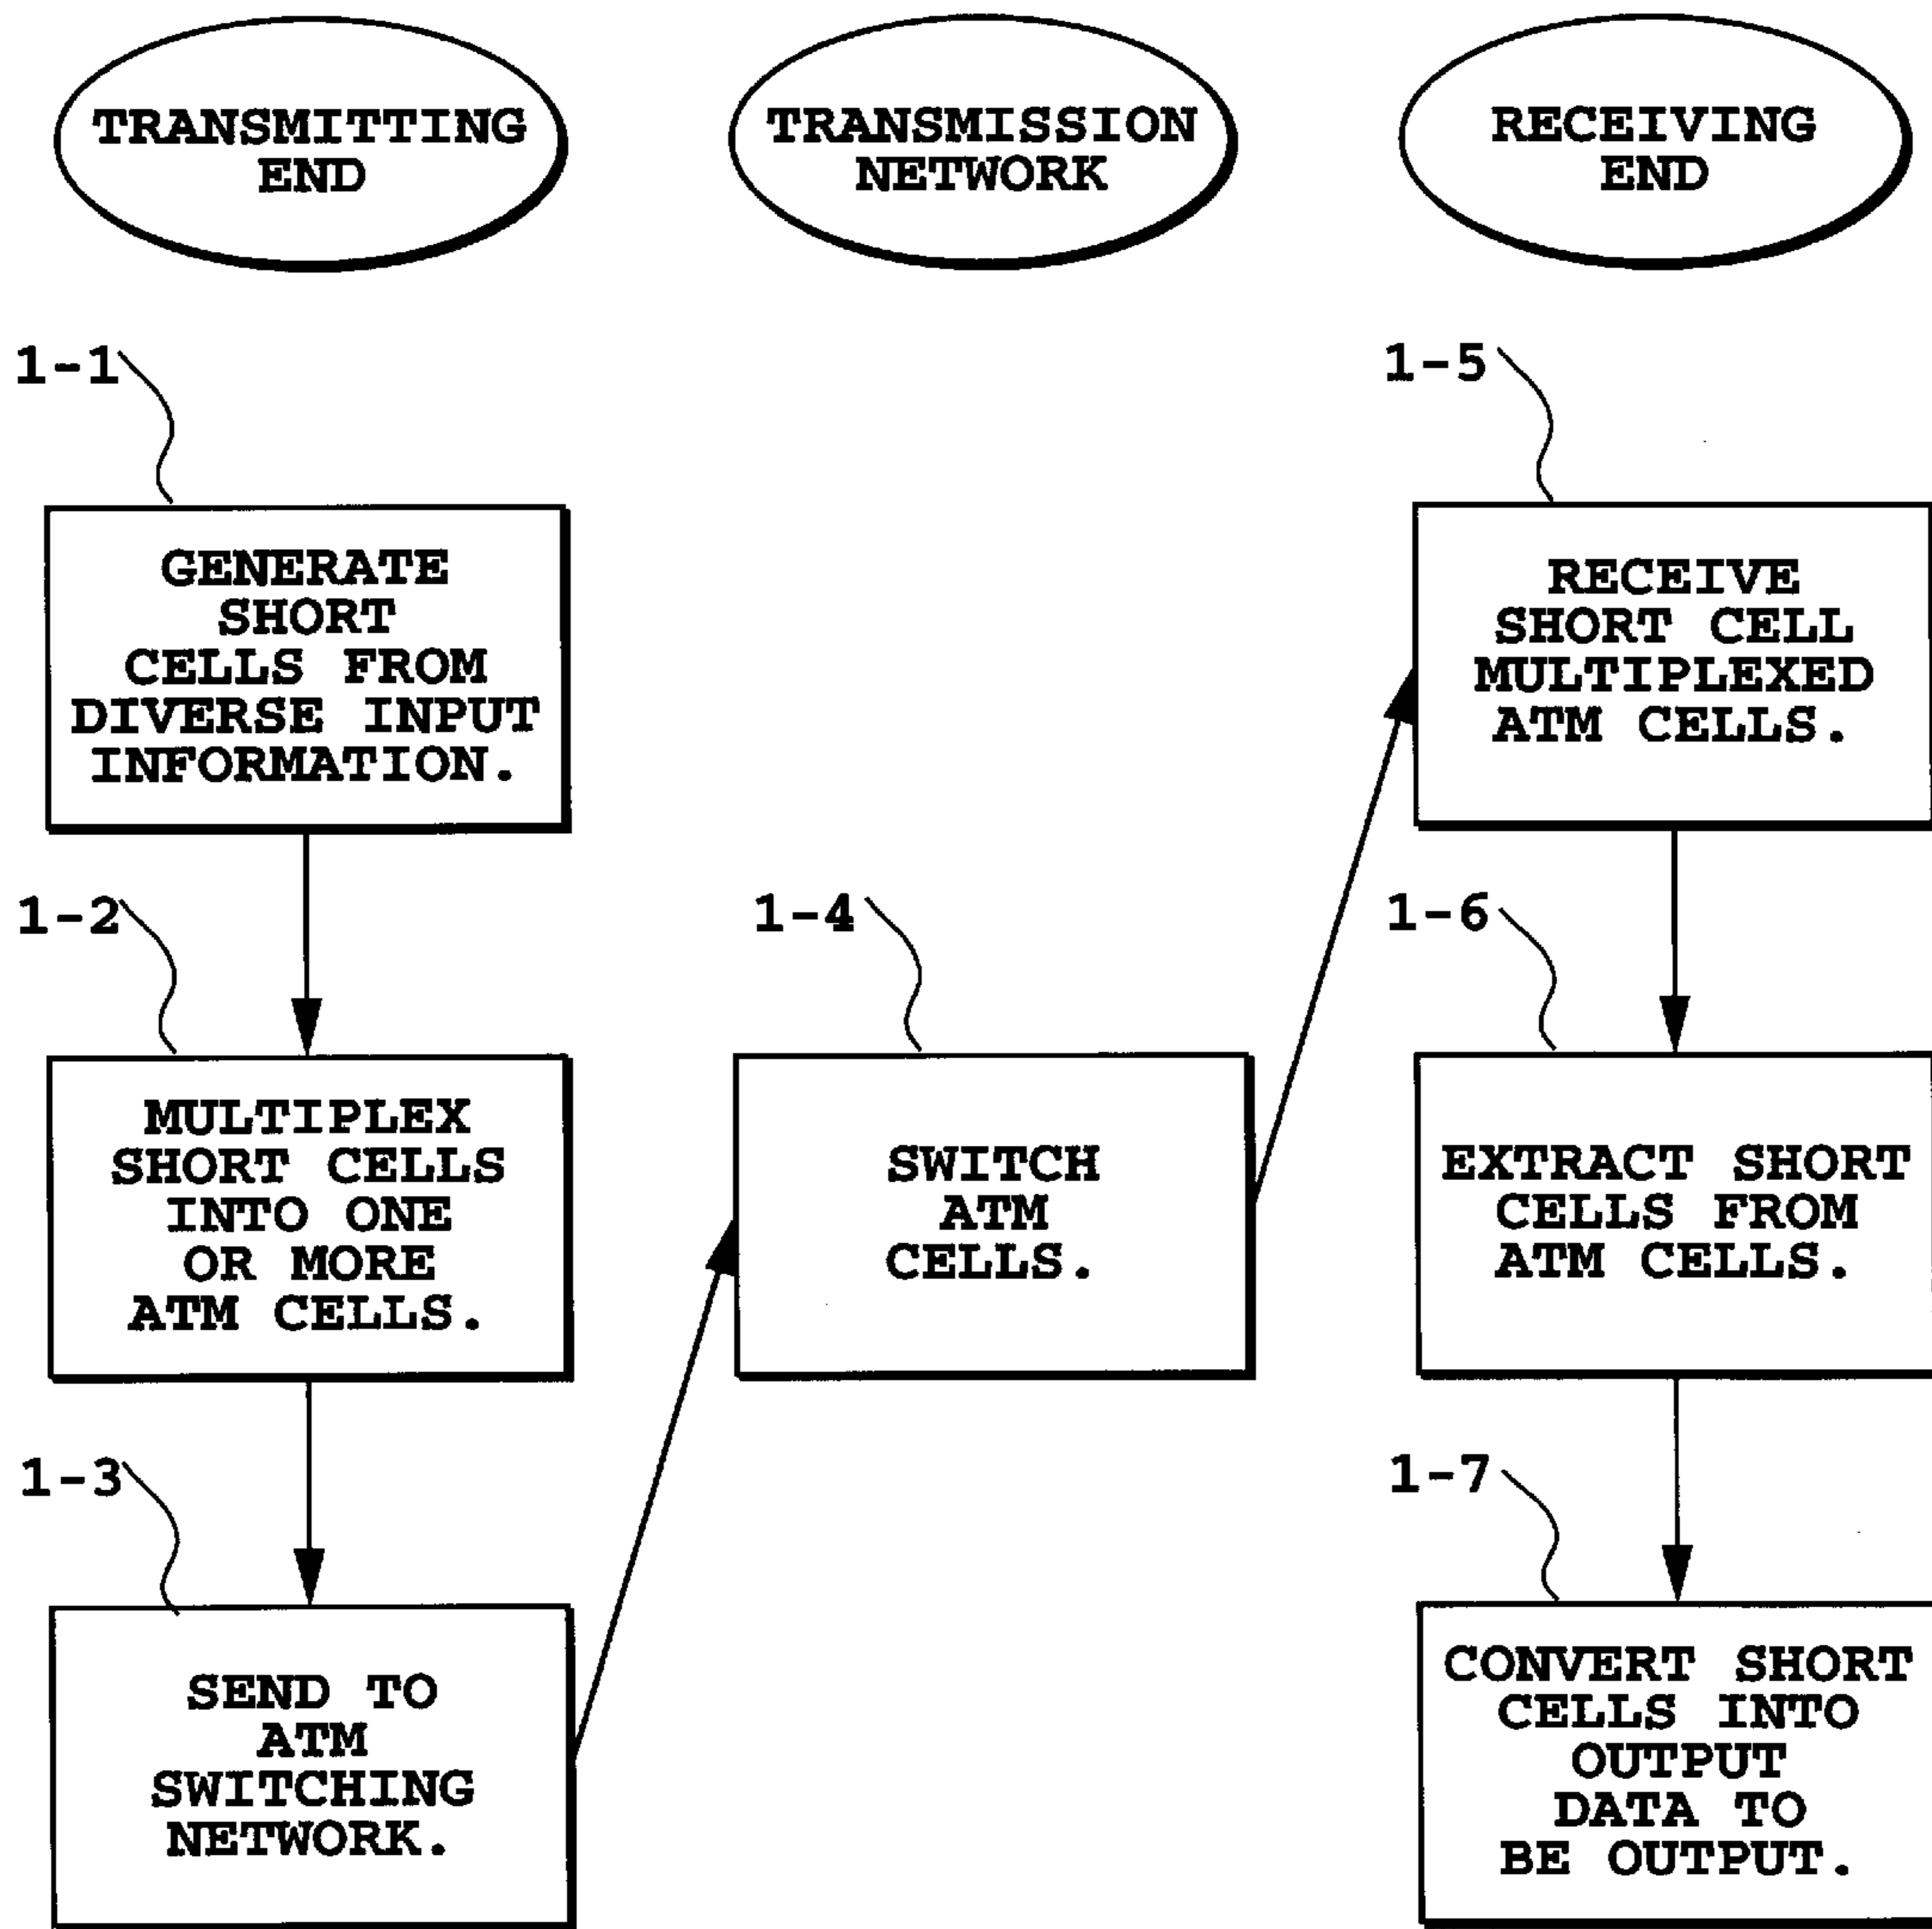 TRANSMITTING
END
TRANSMISSION
NETWORK
RECEIVING
END
1-1
GENERATE
SHORT
CELLS FROM
DIVERSE INPUT
INFORMATION.
1-2
MULTIPLEX
SHORT CELLS
INTO ONE
OR MORE
ATM CELLS.
1-3
SEND TO
ATM
SWITCHING
NETWORK.
1-4
SWITCH
ATM
CELLS.
1-5
RECEIVE
SHORT CELL
MULTIPLEXED
ATM CELLS.
1-6
EXTRACT SHORT
CELLS FROM
ATM CELLS.
1-7
CONVERT SHORT
CELLS INTO
OUTPUT
DATA TO
BE OUTPUT.